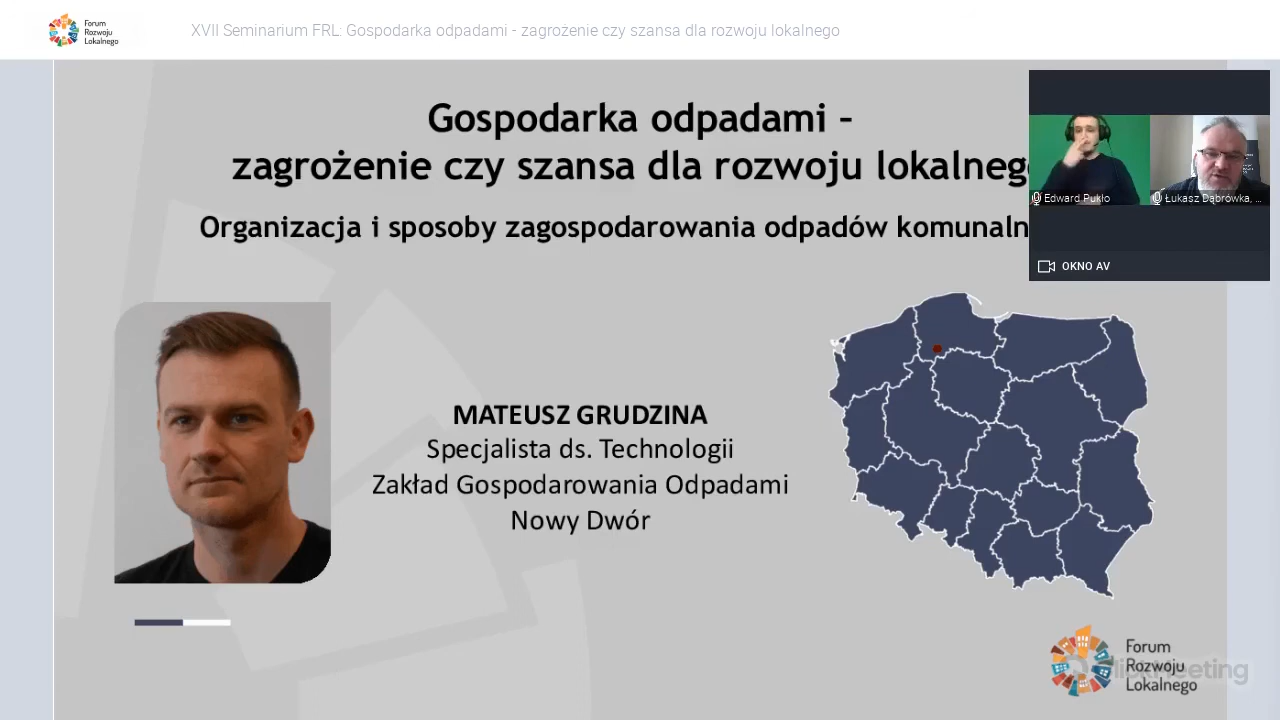 Forum
Rozwoju
Lokalnego
XVII Seminarium FRL: Gospodarka odpadami - zagrożenie czy szansa dla rozwoju lokalnego
Gospodarka odpadami –
zagrożenie czy szansa dla rozwoju lokalneg
Organizacja i sposoby zagospodarowania odpadów komunaln
Edward Pukło
Łukasz Dąbrówka, ...
OKNO AV
MATEUSZ GRUDZINA
Specjalista ds. Technologii
Zakład Gospodarowania Odpadami
Nowy Dwór
Forum
Rozwoju
Lokalnego